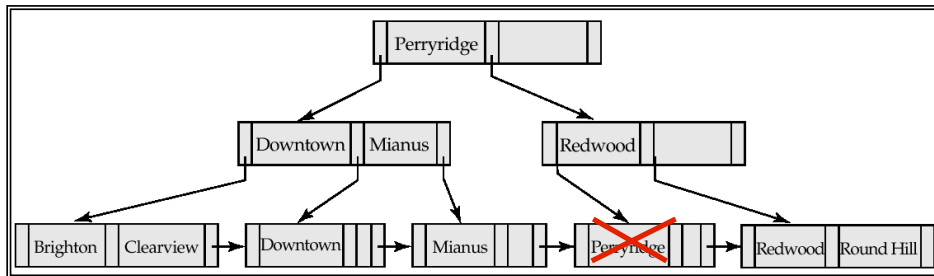 Perryridge
Downtown Mianus
Redwood
Brighton Clearview
Downtown
Mianus
Perryridge
Redwood Round Hill